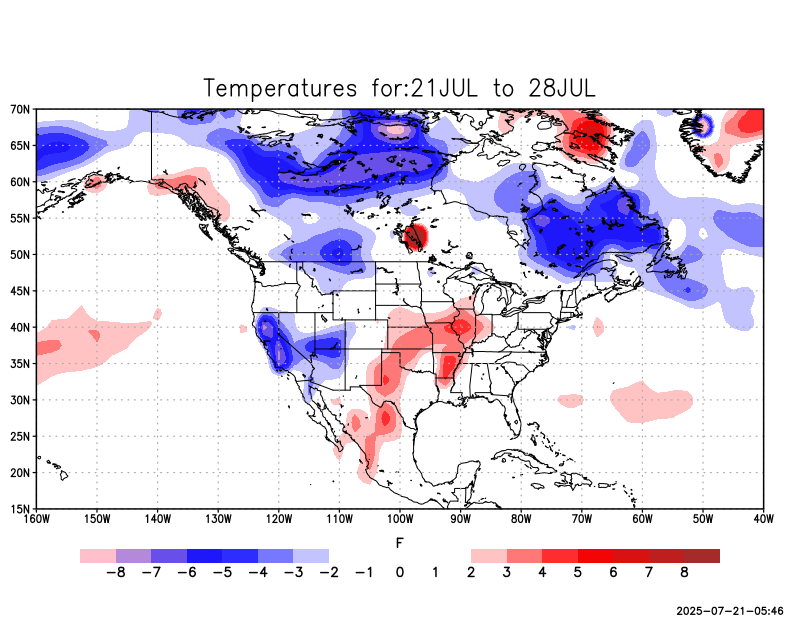 Temperatures for:21JUL to 28JUL
70N
65N
60N
55N
50N
45N
40N
35N
30N
25N
20N
15N
160W 150W 140W 130W 120W 110W 100W 90W 80W 70W 60W 50W 40W
F
−8 −7 −6 −5 −4 −3 −2 −1 0 1 2 3 4 5 6 7 8
2025-07-21-05:46